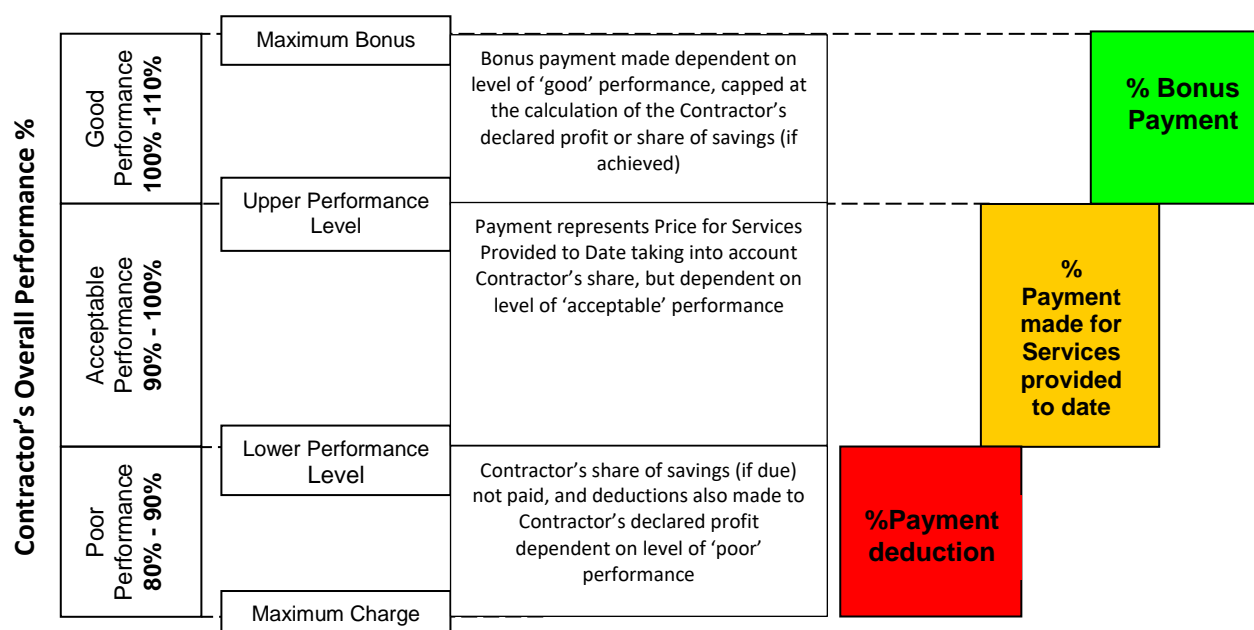 Contractor's Overall Performance %
Good
Performance
100% -110%
Acceptable
Performance
90% - 100%
Poor
Performance
80% - 90%
Maximum Bonus
Upper Performance
Level
Lower Performance
Level
Maximum Charge
Bonus payment made dependent on
level of ‘good’ performance, capped at
the calculation of the Contractor’s
declared profit or share of savings (if
achieved)
Payment represents Price for Services
Provided to Date taking into account
Contractor’s share, but dependent on
level of ‘acceptable’ performance
Contractor’s share of savings (if due)
not paid, and deductions also made to
Contractor’s declared profit
dependent on level of ‘poor’
performance
% Bonus
Payment
%
Payment
made for
Services
provided
to date
%Payment
deduction